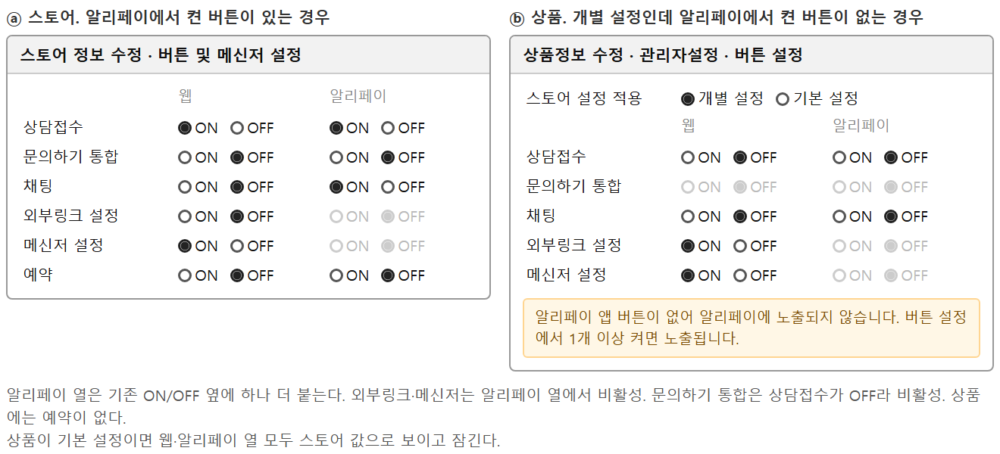 ⓐ 스토어. 알리페이에서 켠 버튼이 있는 경우
스토어 정보 수정 · 버튼 및 메신저 설정
웹 알리페이
상담접수 ON OFF ON OFF
문의하기 통합 ON OFF ON OFF
채팅 ON OFF ON OFF
외부링크 설정 ON OFF ON OFF
메신저 설정 ON OFF ON OFF
예약 ON OFF ON OFF
ⓑ 상품. 개별 설정인데 알리페이에서 켠 버튼이 없는 경우
상품정보 수정 · 관리자설정 · 버튼 설정
스토어 설정 적용 개별 설정 기본 설정
웹 알리페이
상담접수 ON OFF ON OFF
문의하기 통합 ON OFF ON OFF
채팅 ON OFF ON OFF
외부링크 설정 ON OFF ON OFF
메신저 설정 ON OFF ON OFF
알리페이 앱 버튼이 없어 알리페이에 노출되지 않습니다. 버튼 설정
에서 1개 이상 켜면 노출됩니다.
알리페이 열은 기존 ON/OFF 옆에 하나 더 붙는다. 외부링크·메신저는 알리페이 열에서 비활성. 문의하기 통합은 상담접수가 OFF라 비활성. 상품
에는 예약이 없다.
상품이 기본 설정이면 웹·알리페이 열 모두 스토어 값으로 보이고 잠긴다.